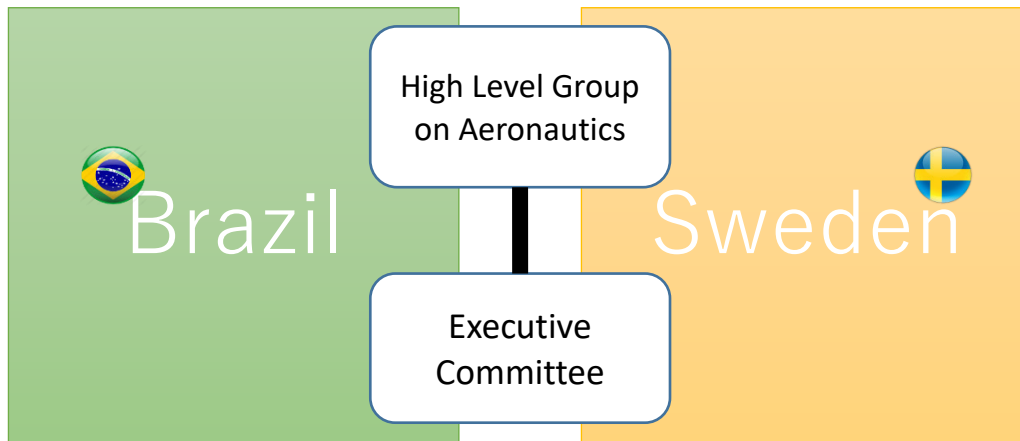 High Level Group
on Aeronautics
Brazil
Sweden
Executive
Committee